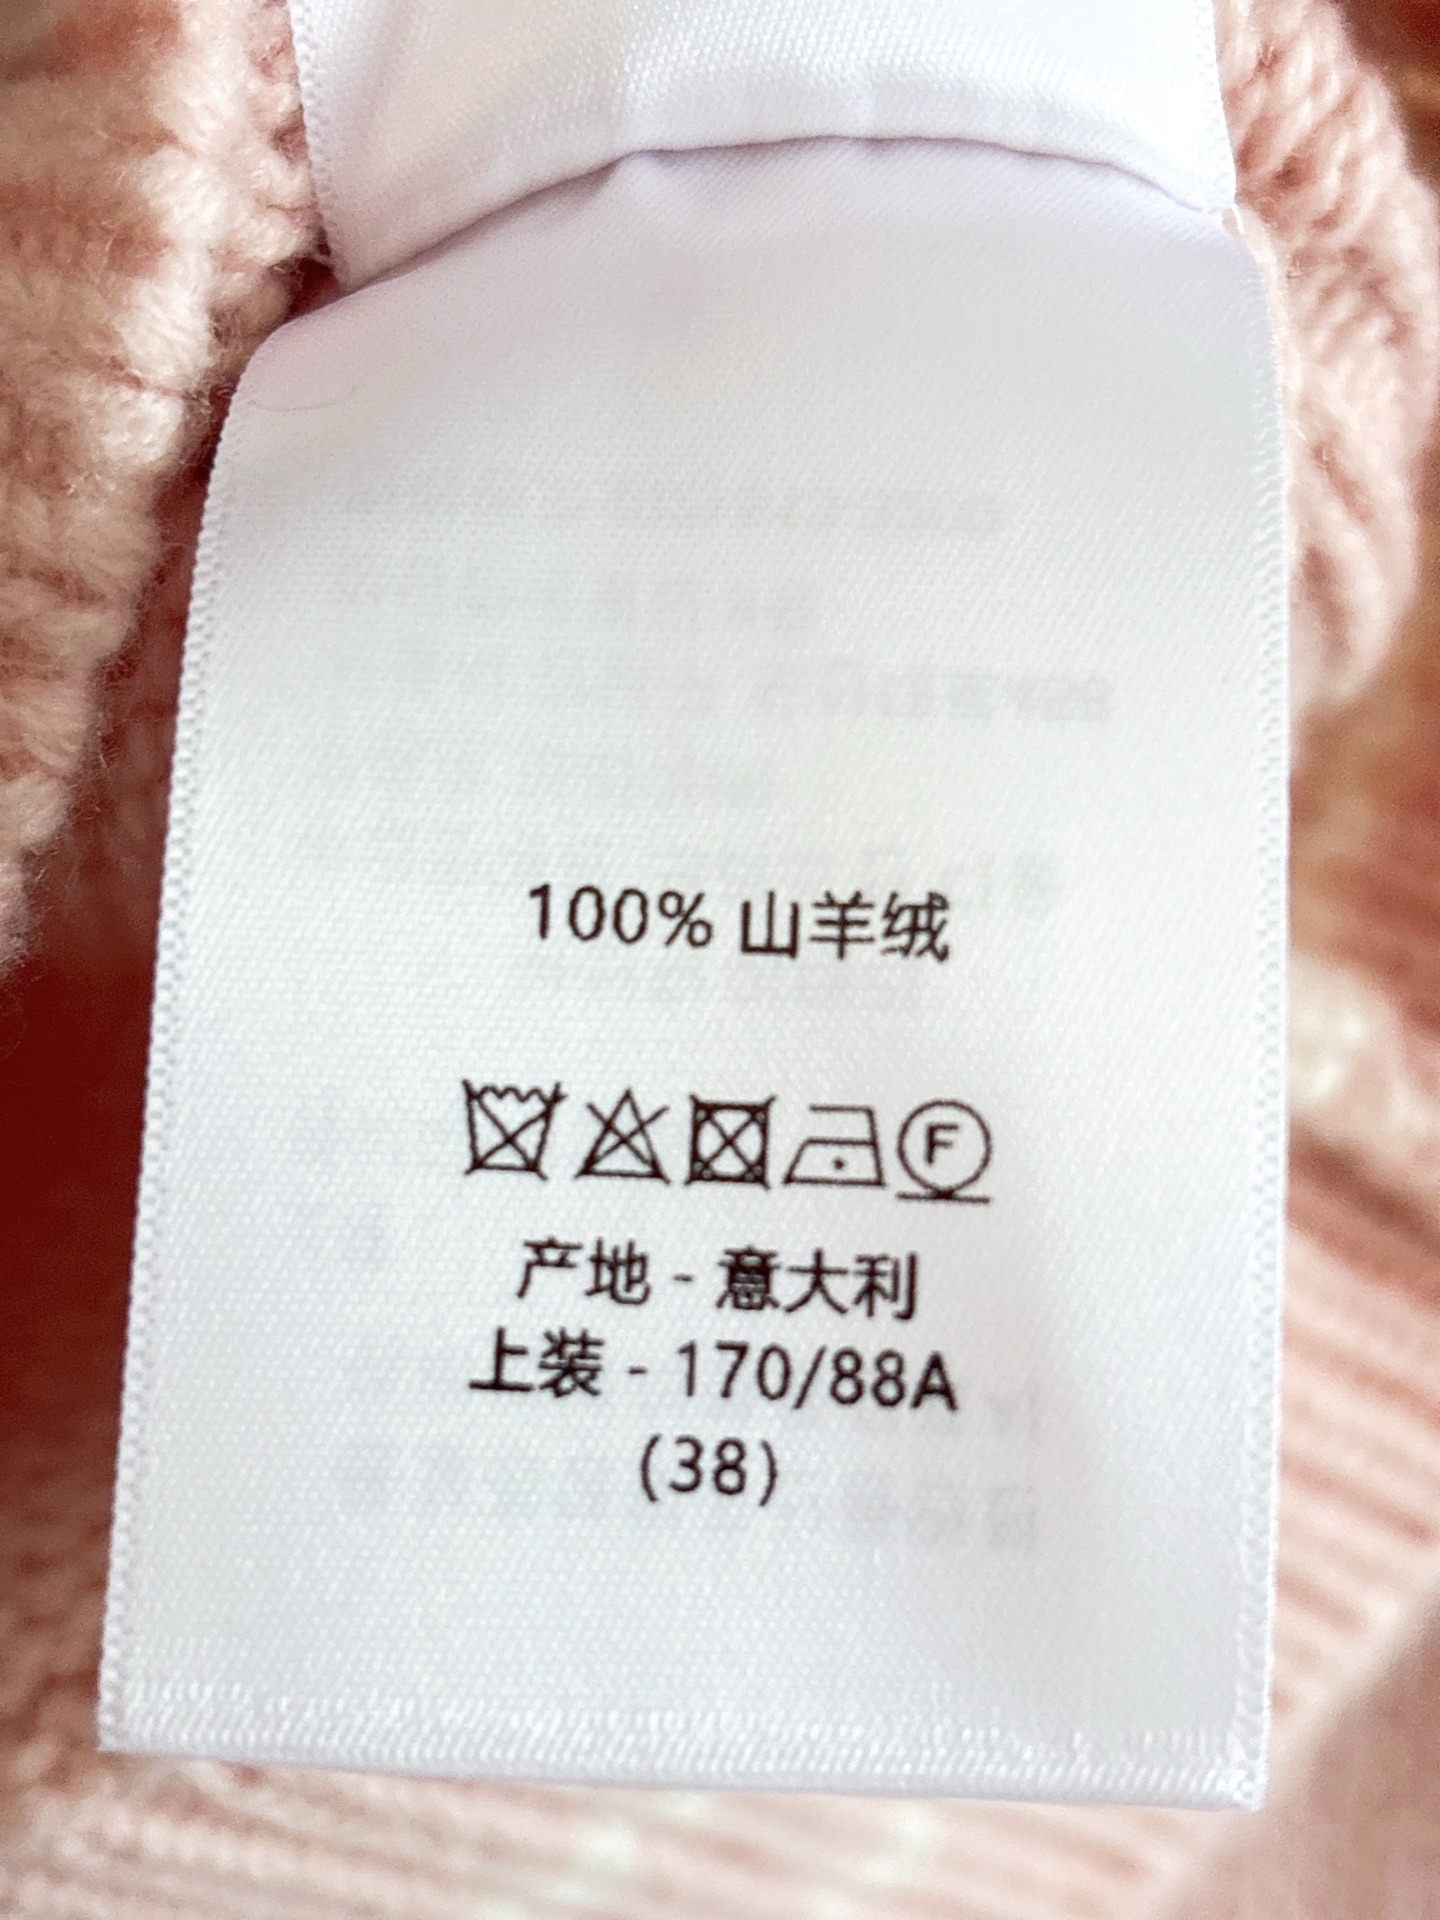 100% 山羊绒
F
产地 - 意大利
上装 - 170/88A
(38)